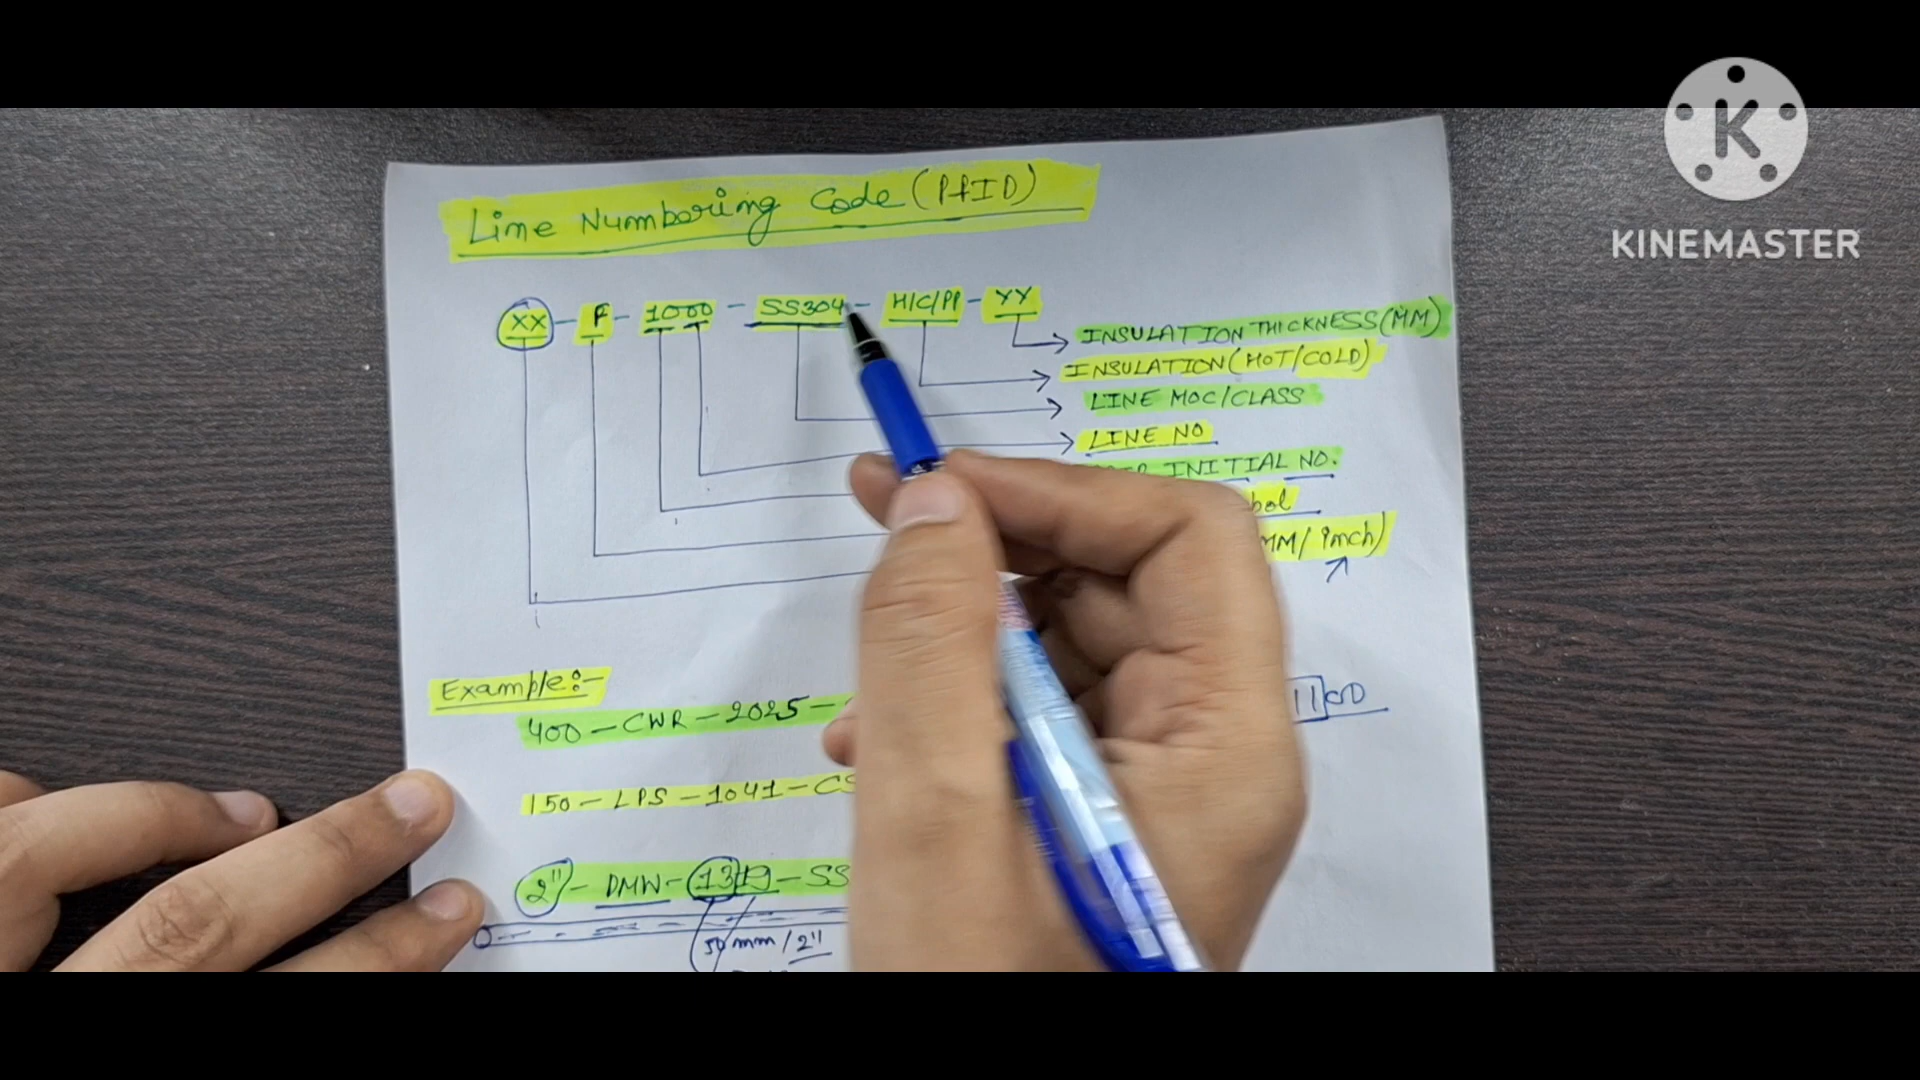 KINEMASTER
Line Numbering Code (P&ID)
XX - F - 1000 - SS304 - H/C/PP - YY
INSULATION THICKNESS (MM)
INSULATION (HOT/COLD)
LINE MOC/CLASS
LINE NO
INITIAL NO.
MM/inch)
Example:-
400 - CWR - 2025 -
150 - LPS - 1041 - CS
2" - DMW - 1319 - SS
50 mm / 2"